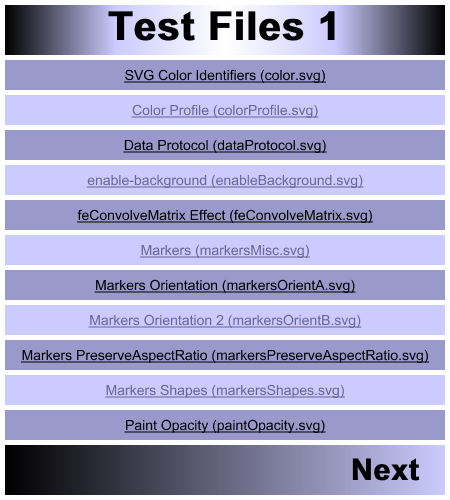 Test Files 1
SVG Color Identifiers (color.svg)
Color Profile (colorProfile.svg)
Data Protocol (dataProtocol.svg)
enable-background (enableBackground.svg)
feConvolveMatrix Effect (feConvolveMatrix.svg)
Markers (markersMisc.svg)
Markers Orientation (markersOrientA.svg)
Markers Orientation 2 (markersOrientB.svg)
Markers PreserveAspectRatio (markersPreserveAspectRatio.svg)
Markers Shapes (markersShapes.svg)
Paint Opacity (paintOpacity.svg)
Next